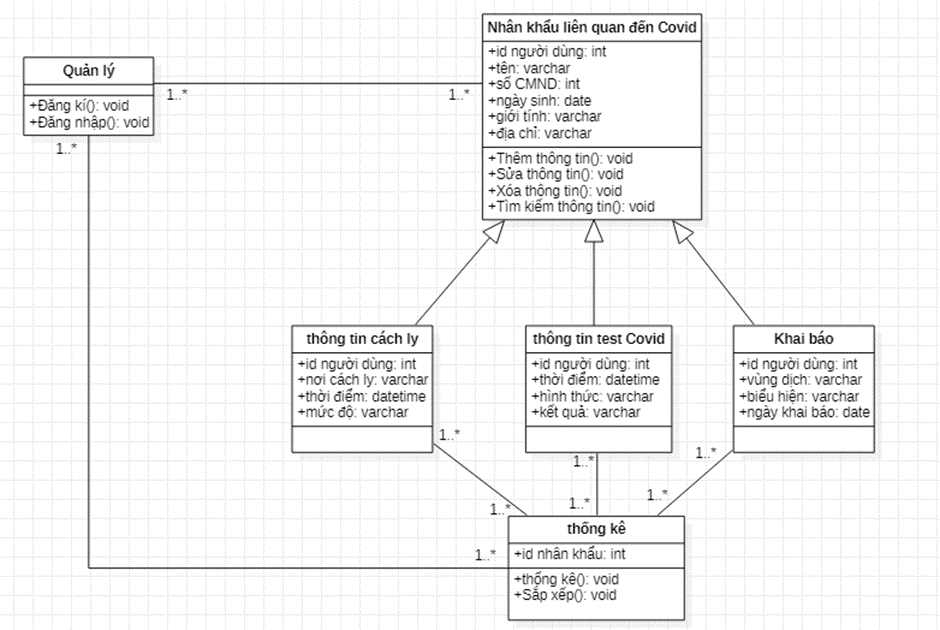 Nhân khẩu liên quan đến Covid
+id người dùng: int
+tên: varchar
+số CMND: int
+ngày sinh: date
+giới tính: varchar
+địa chỉ: varchar
+Thêm thông tin(): void
+Sửa thông tin(): void
+Xóa thông tin(): void
+Tìm kiếm thông tin(): void
Quản lý
+Đăng kí(): void
+Đăng nhập(): void
1..*
1..*
1..*
thông tin cách ly
+id người dùng: int
+nơi cách ly: varchar
+thời điểm: datetime
+mức độ: varchar
thông tin test Covid
+id người dùng: int
+thời điểm: datetime
+hình thức: varchar
+kết quả: varchar
Khai báo
+id người dùng: int
+vùng dịch: varchar
+biểu hiện: varchar
+ngày khai báo: date
1..*
1..*
1..*
1..*
1..*
1..*
1..*
thống kê
+id nhân khẩu: int
+thống kê(): void
+Sắp xếp(): void